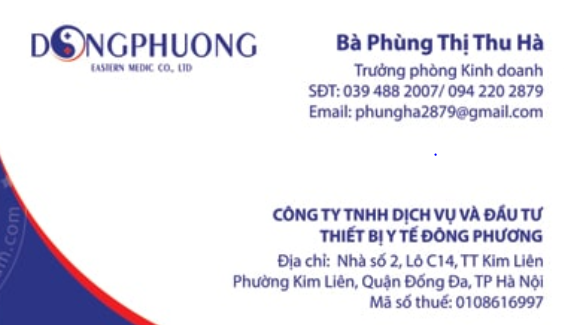 DONGPHUONG
EASTERN MEDIC CO., LTD
Bà Phùng Thị Thu Hà
Trưởng phòng Kinh doanh
SĐT: 039 488 2007/ 094 220 2879
Email: phungha2879@gmail.com
CÔNG TY TNHH DỊCH VỤ VÀ ĐẦU TƯ
THIẾT BỊ Y TẾ ĐÔNG PHƯƠNG
Địa chỉ: Nhà số 2, Lô C14, TT Kim Liên
Phường Kim Liên, Quận Đống Đa, TP Hà Nội
Mã số thuế: 0108616997